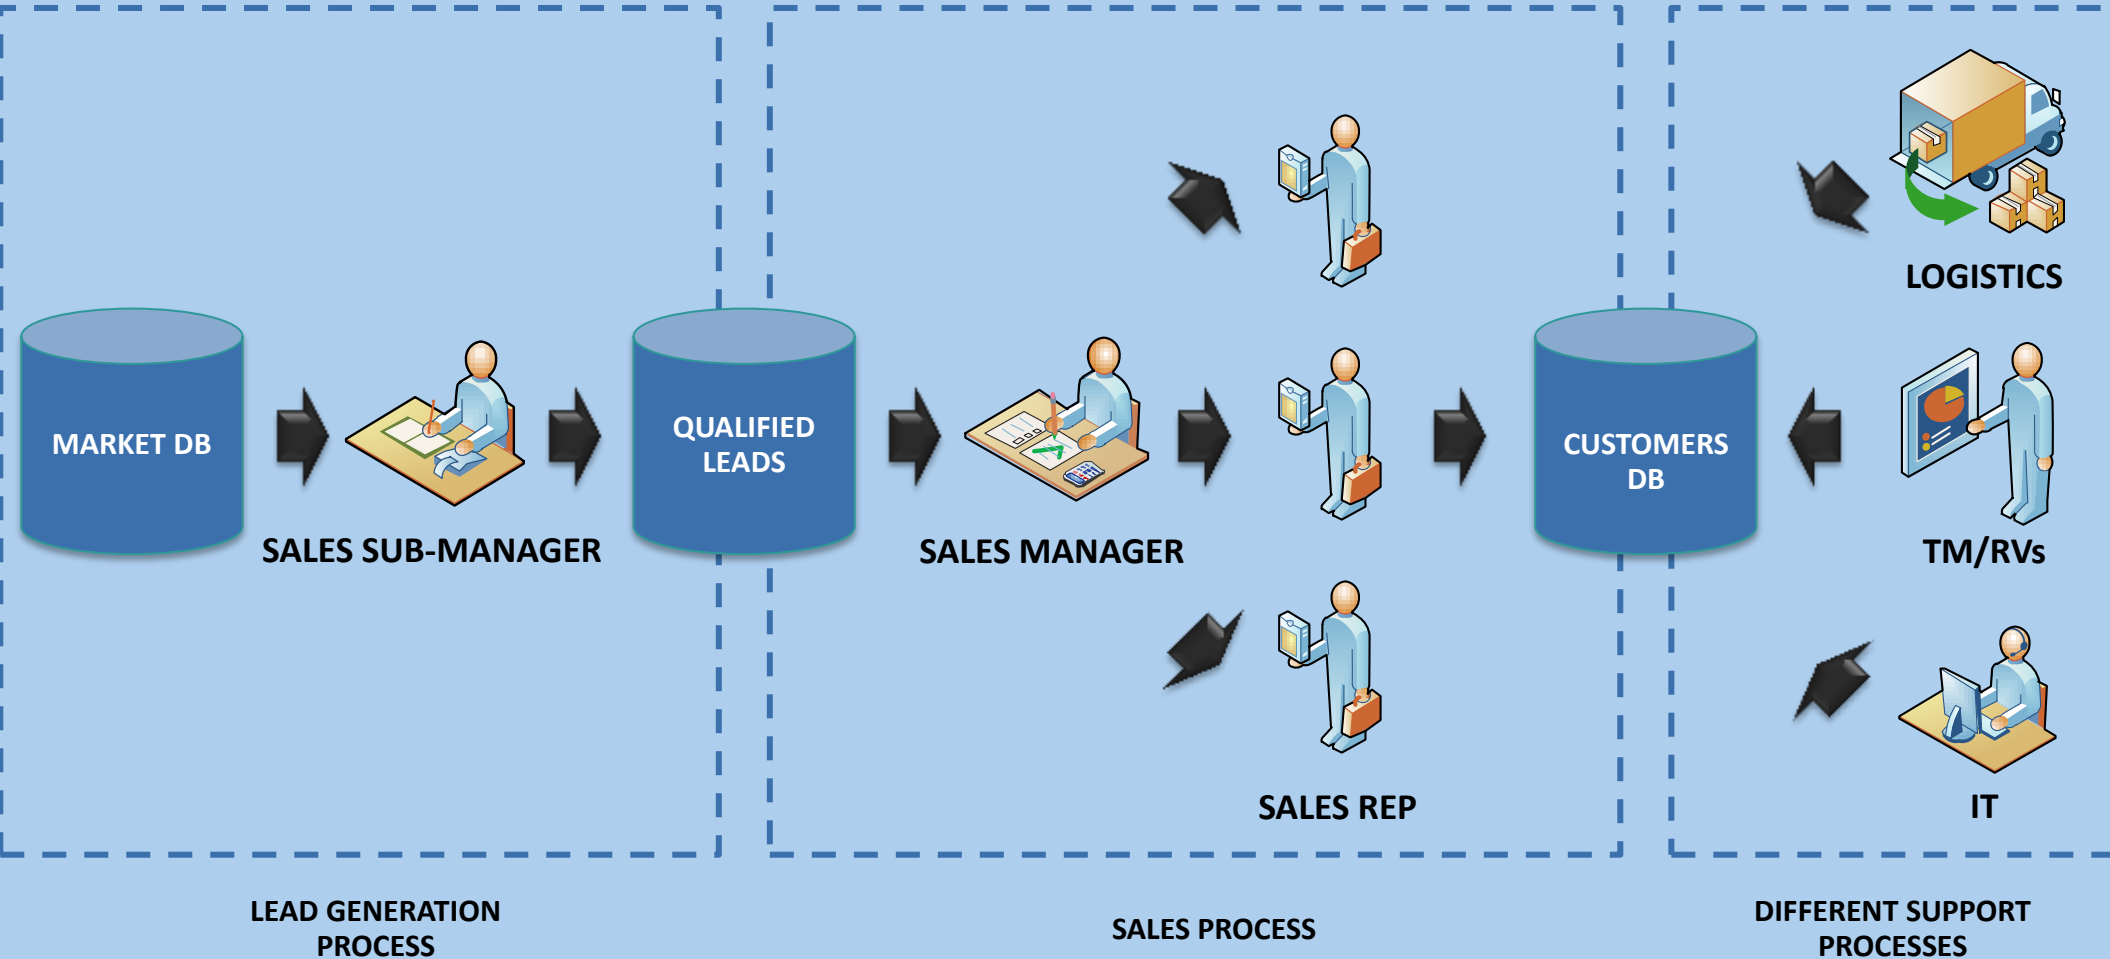 LOGISTICS
MARKET DB
QUALIFIED
LEADS
CUSTOMERS
DB
SALES SUB-MANAGER
SALES MANAGER
TM/RVs
SALES REP
IT
LEAD GENERATION
PROCESS
SALES PROCESS
DIFFERENT SUPPORT
PROCESSES